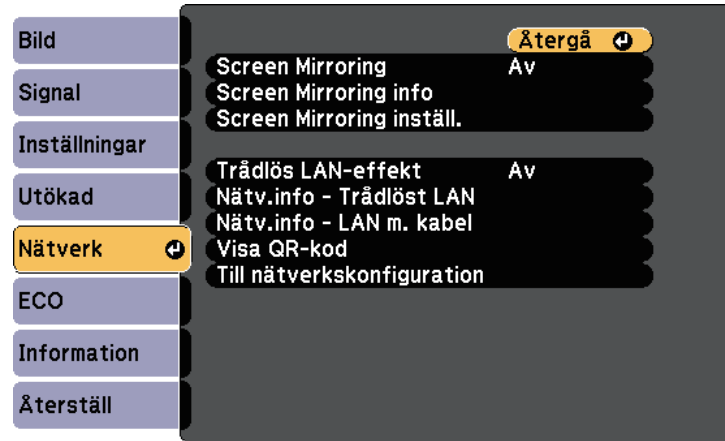 Bild
Signal
Inställningar
Utökad
Nätverk
ECO
Information
Återställ
Återgå
Screen Mirroring Av
Screen Mirroring info
Screen Mirroring inställ.
Trådlös LAN-effekt Av
Nätv.info - Trådlöst LAN
Nätv.info - LAN m. kabel
Visa QR-kod
Till nätverkskonfiguration